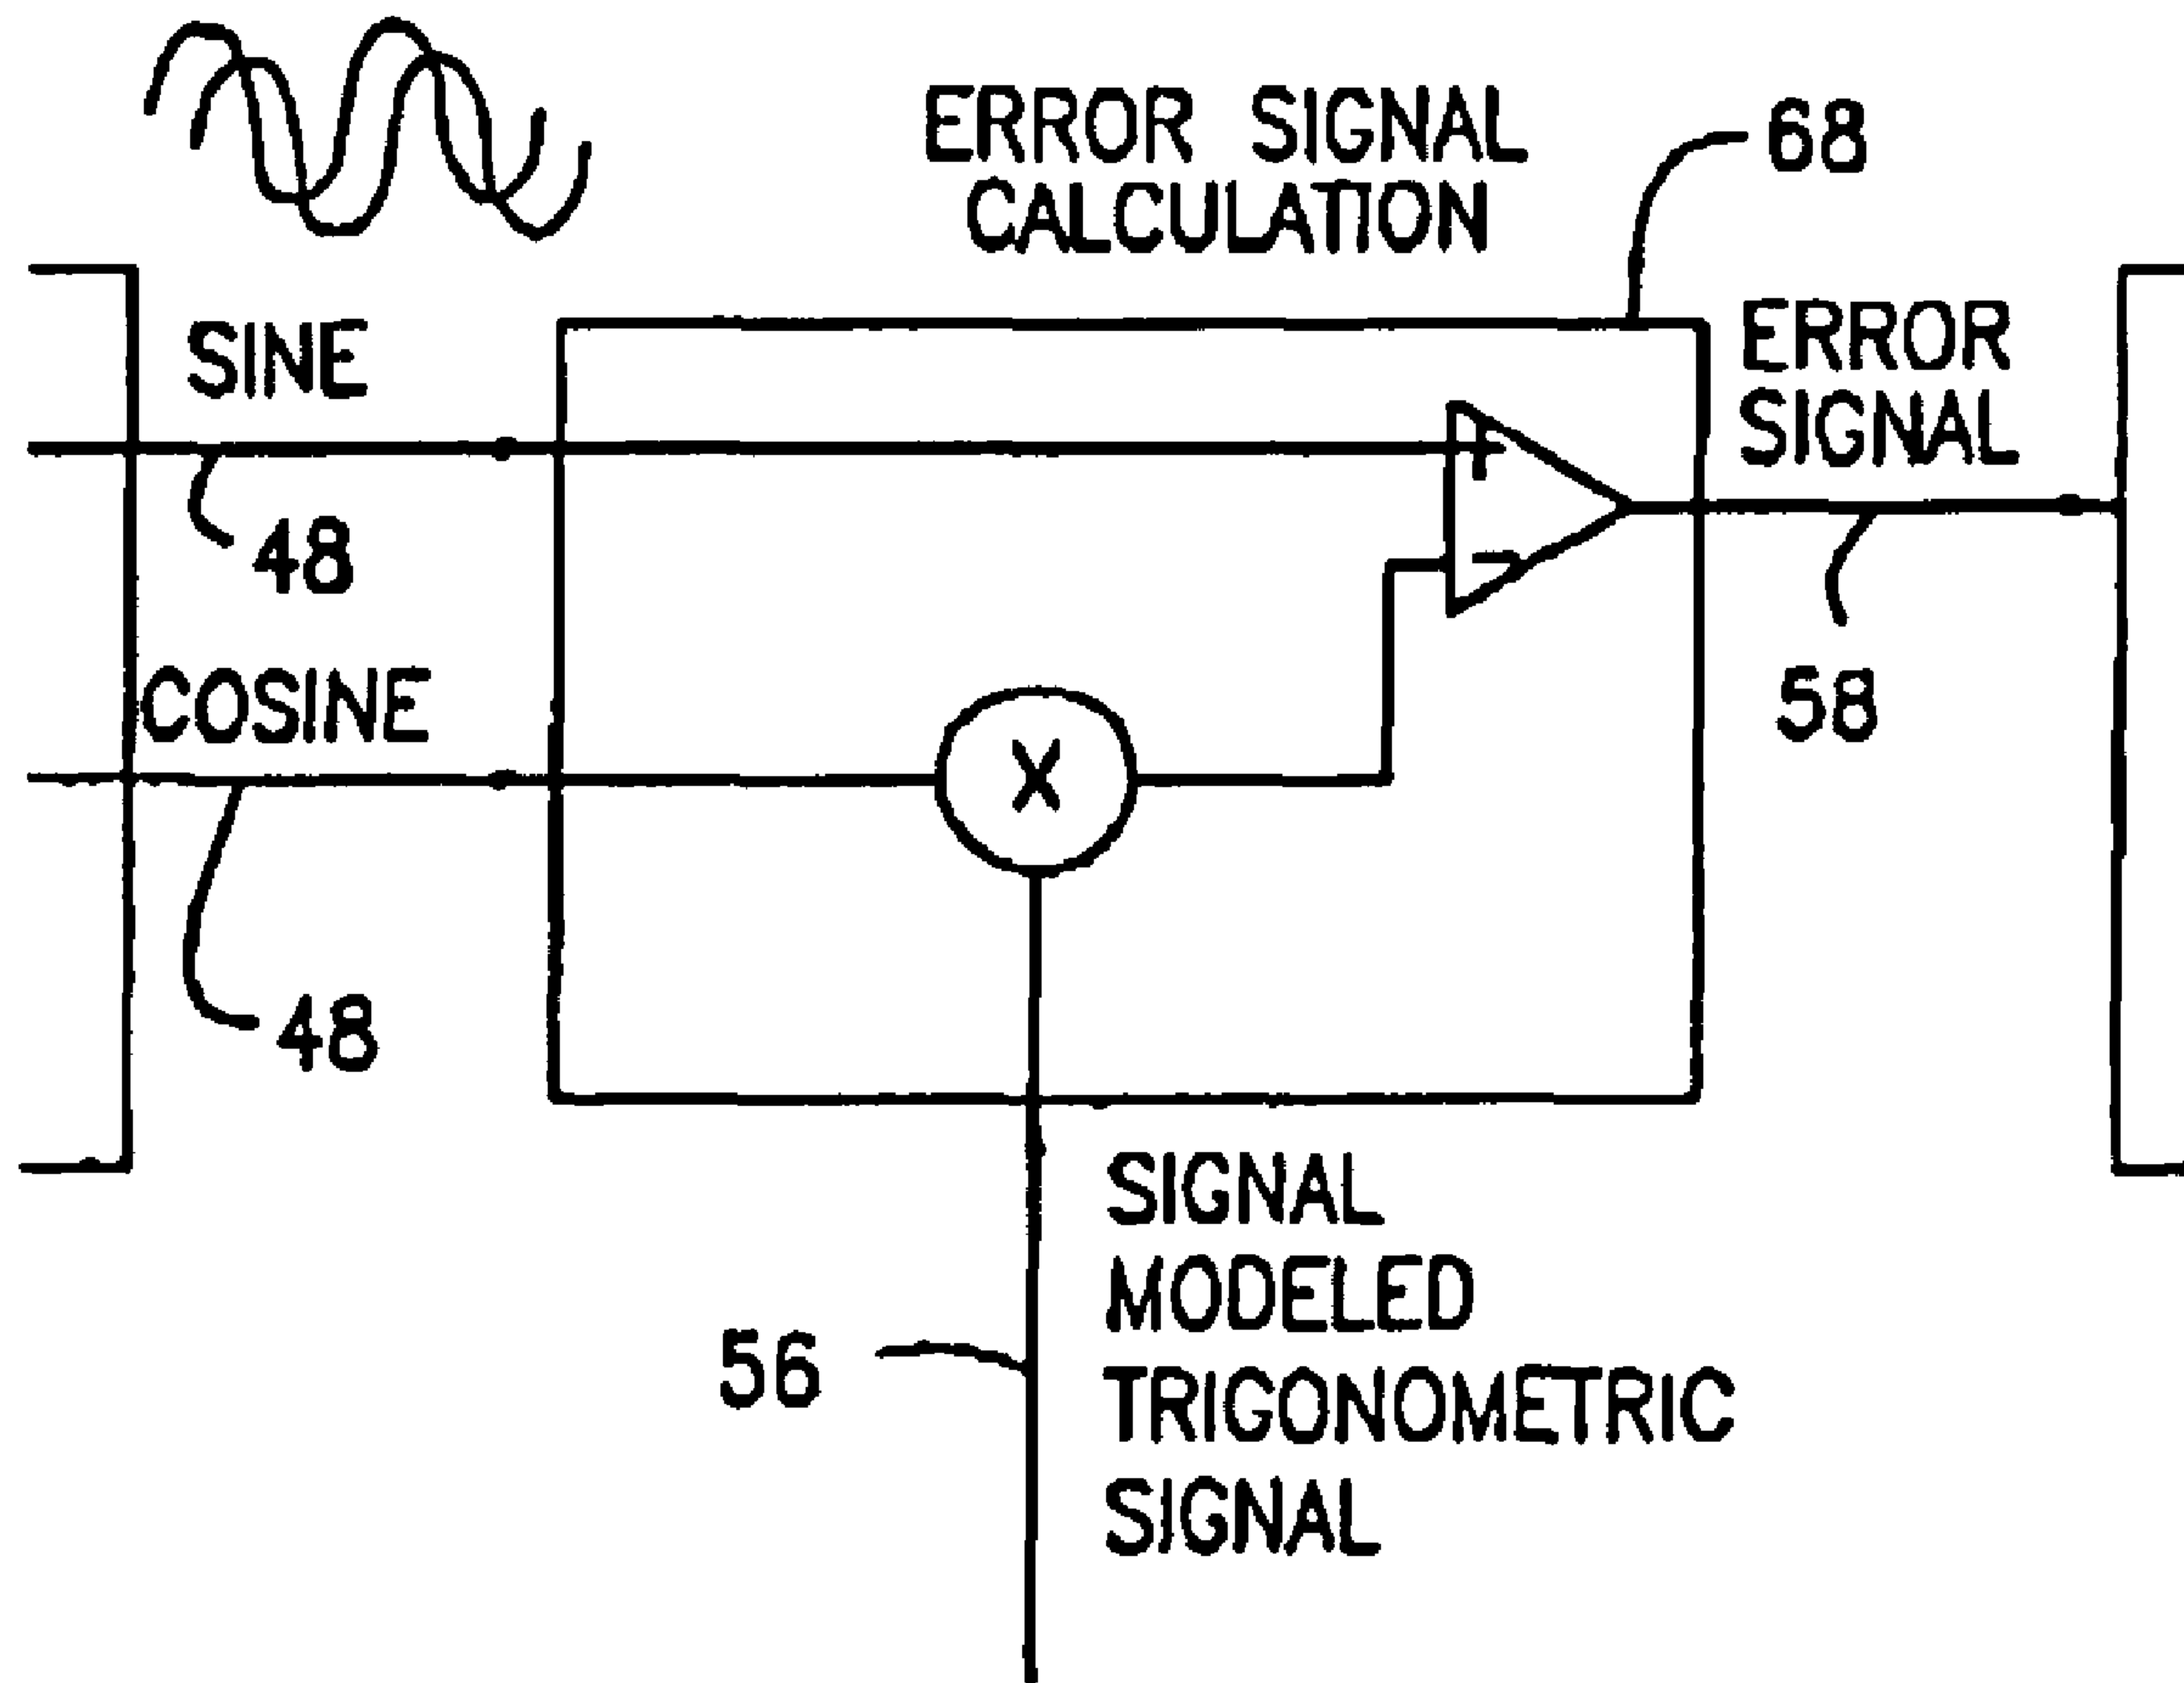 ERROR SIGNAL
CALCULATION
68
SINE
ERROR
SIGNAL
+
48
-
COSINE
58
X
48
SIGNAL
MODELED
56
TRIGONOMETRIC
SIGNAL